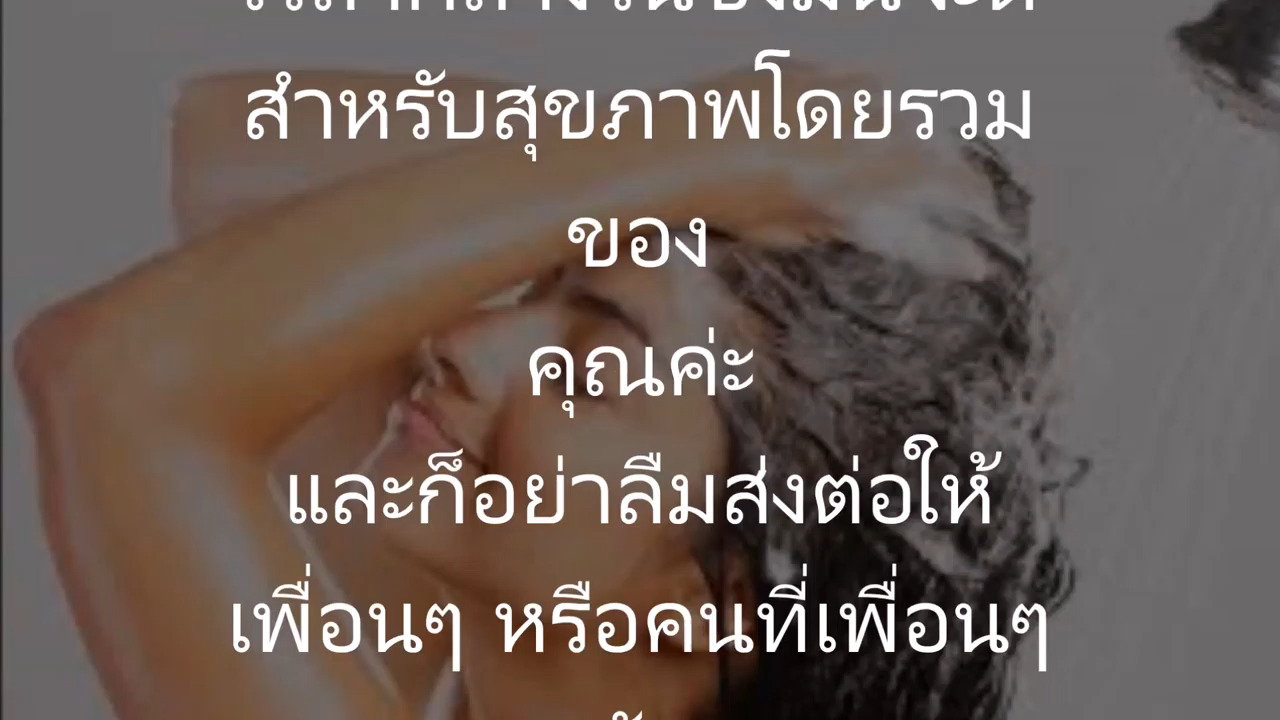 สำหรับสุขภาพโดยรวม
ของ
คุณค่ะ
และก็อย่าลืมส่งต่อให้
เพื่อนๆ หรือคนที่เพื่อนๆ